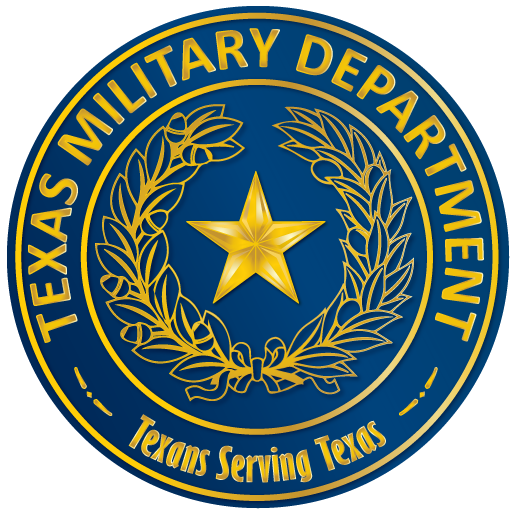 TEXAS MILITARY DEPARTMENT
Texans Serving Texas